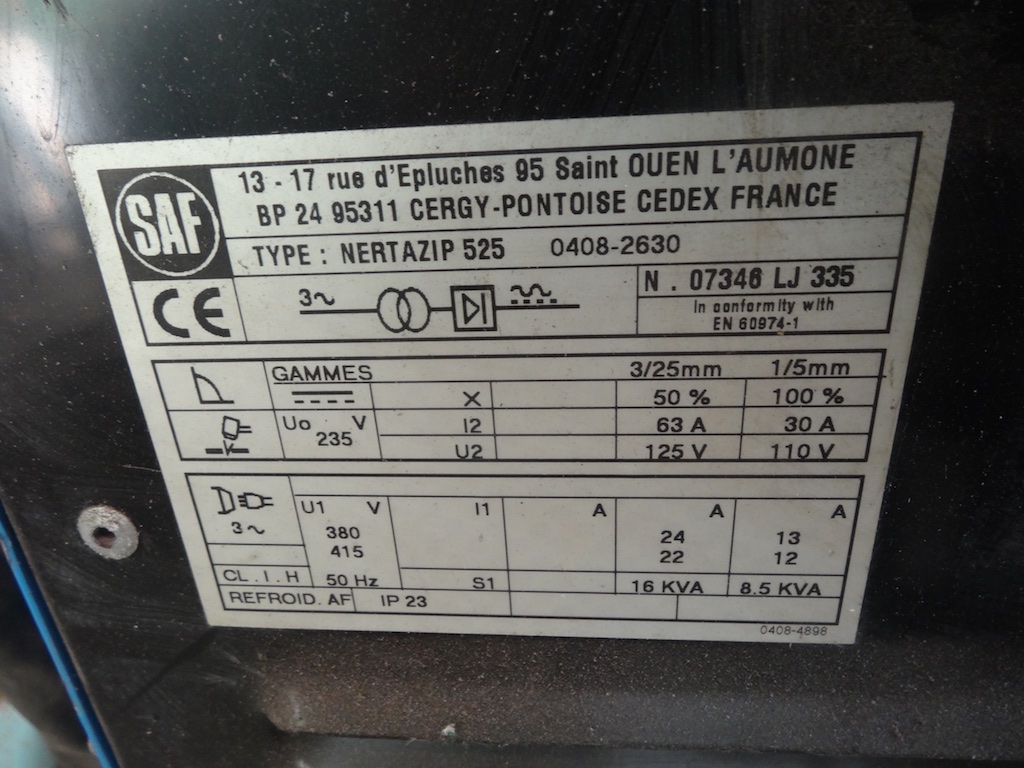 SAF
13 - 17 rue d'Epluches 95 Saint OUEN L'AUMONE
BP 24 95311 CERGY-PONTOISE CEDEX FRANCE
TYPE : NERTAZIP 525 0408-2630
CE
3~
N . 07346 LJ 335
In conformity with
EN 60974-1
GAMMES 3/25mm 1/5mm
X 50 % 100 %
Uo V
235
I2 63 A 30 A
U2 125 V 110 V
3~
U1 V I1 A A A
380 24 13
415 22 12
CL . I . H 50 Hz S1 16 KVA 8.5 KVA
REFROID. AF IP 23
0408-4898